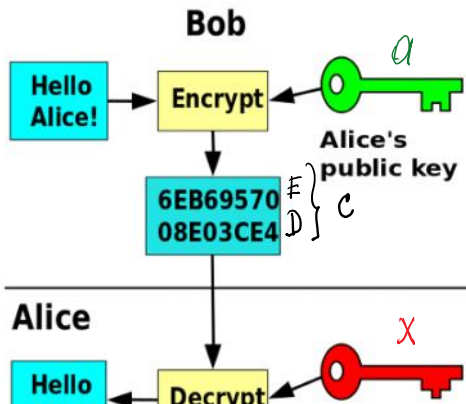 Bob
a
Hello
Alice!
Encrypt
Alice's
public key
6EB69570 E
08E03CE4 D } C
Alice
x
Hello
Decrypt